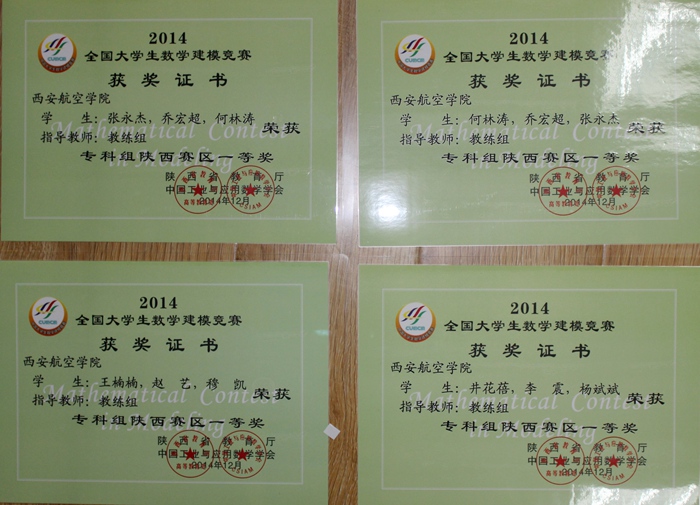 2014
全国大学生数学建模竞赛
获奖证书
西安航空学院
学 生：张永杰，乔宏超，何林涛 荣获
指导教师：教练组
Mathematical Contest
in Modeling
专科组陕西赛区一等奖
陕西省教育厅
中国工业与应用数学学会
2014年12月
2014
全国大学生数学建模竞赛
获奖证书
西安航空学院
学 生：何林涛，乔宏超，张永杰 荣获
指导教师：教练组
Mathematical Contest
in Modeling
专科组陕西赛区一等奖
陕西省教育厅
中国工业与应用数学学会
2014年12月
2014
全国大学生数学建模竞赛
获奖证书
西安航空学院
学 生：王楠楠，赵 艺，穆 凯 荣获
指导教师：教练组
Mathematical Contest
in Modeling
专科组陕西赛区一等奖
陕西省教育厅
中国工业与应用数学学会
2014年12月
2014
全国大学生数学建模竞赛
获奖证书
西安航空学院
学 生：井花蓓，李 震，杨斌斌 荣获
指导教师：教练组
Mathematical Contest
in Modeling
专科组陕西赛区一等奖
陕西省教育厅
中国工业与应用数学学会
2014年12月